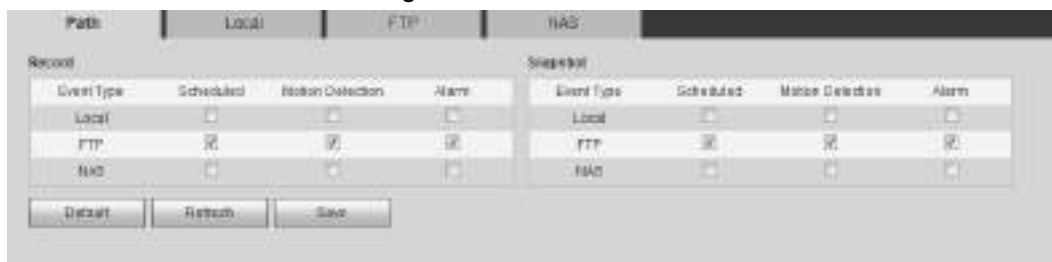 Path Local FTP NAS
Record Snapshot
Event Type Scheduled Motion Detection Alarm Event Type Scheduled Motion Detection Alarm
Local Local
FTP FTP
NAS NAS
Default Refresh Save